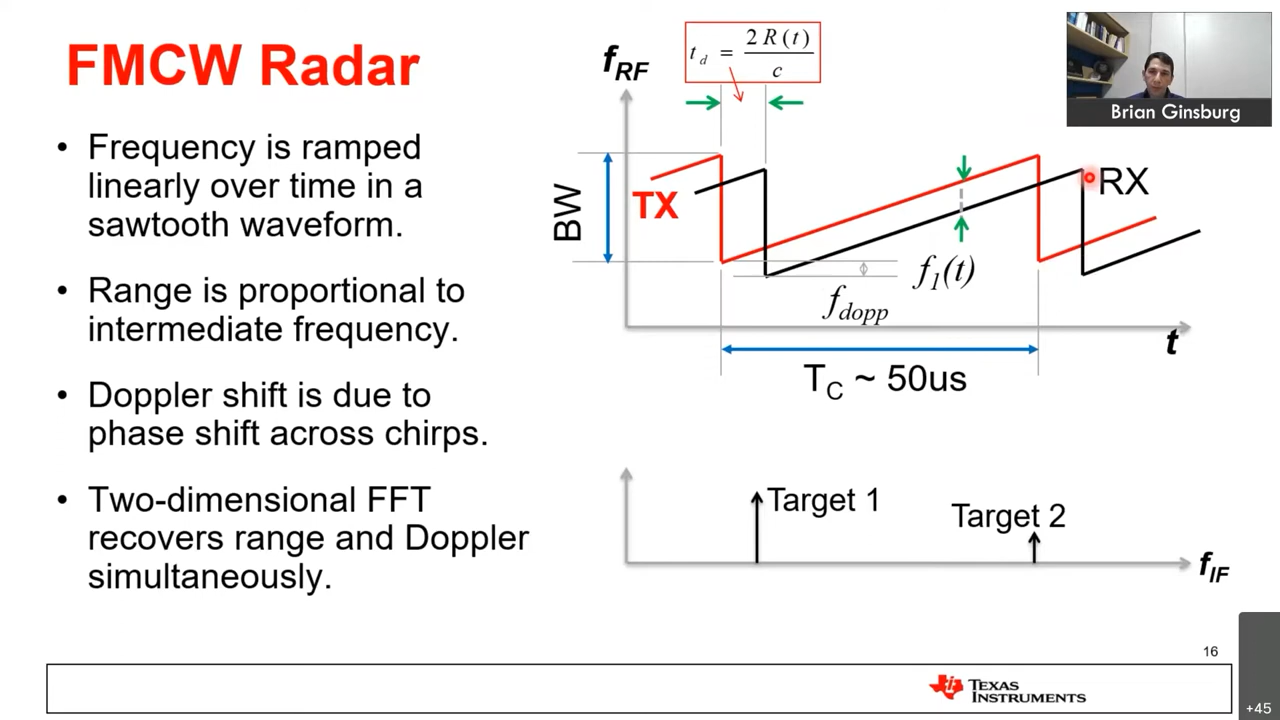 FMCW Radar
• Frequency is ramped
linearly over time in a
sawtooth waveform.
• Range is proportional to
intermediate frequency.
• Doppler shift is due to
phase shift across chirps.
• Two-dimensional FFT
recovers range and Doppler
simultaneously.
f_RF
t_d = 2 R (t) / c
BW
TX
RX
f_1(t)
f_dopp
t
T_C ~ 50us
Target 1
Target 2
f_IF
Brian Ginsburg
16
TEXAS
INSTRUMENTS
+45